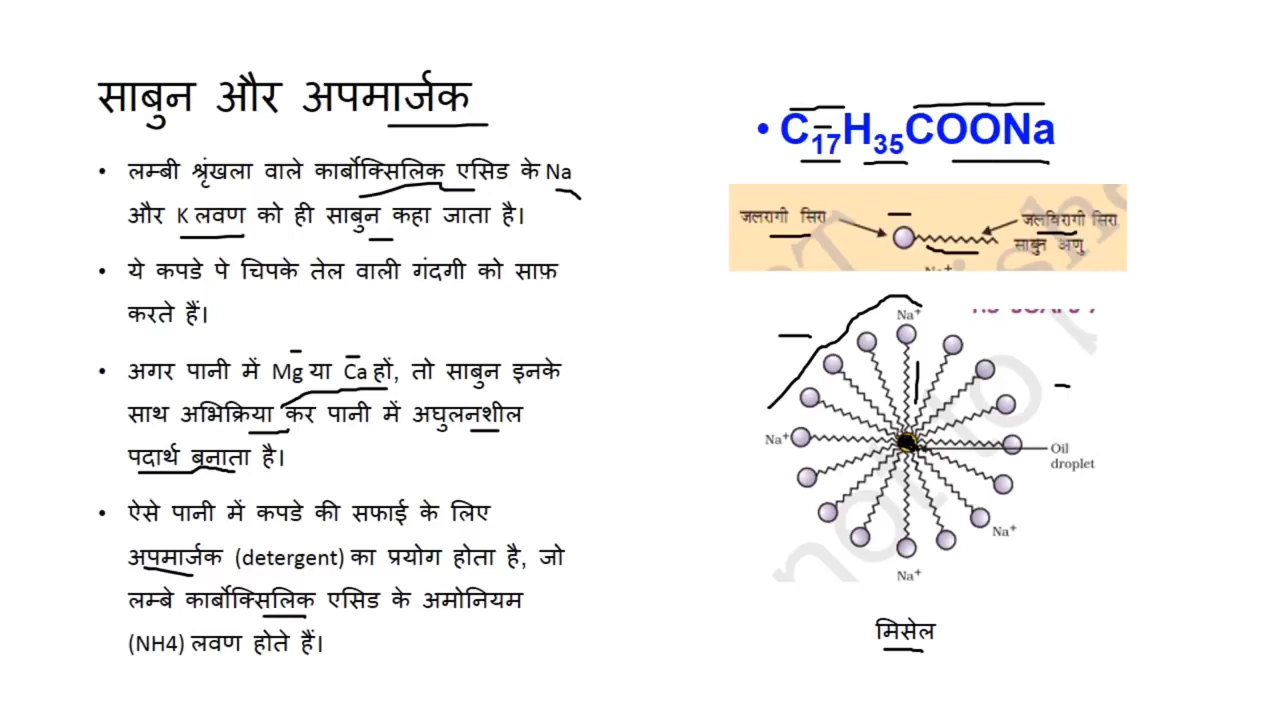 साबुन और अपमार्जक
• लम्बी श्रृंखला वाले कार्बोक्सिलिक एसिड के Na
और K लवण को ही साबुन कहा जाता है।
• ये कपडे पे चिपके तेल वाली गंदगी को साफ़
करते हैं।
• अगर पानी में Mg या Ca हों, तो साबुन इनके
साथ अभिक्रिया कर पानी में अघुलनशील
पदार्थ बनाता है।
• ऐसे पानी में कपडे की सफाई के लिए
अपमार्जक (detergent) का प्रयोग होता है, जो
लम्बे कार्बोक्सिलिक एसिड के अमोनियम
(NH4) लवण होते हैं।
• C₁₇H₃₅COONa
जलरागी सिरा
जलविरागी सिरा
साबुन अणु
Na⁺
Na⁺
Oil
droplet
Na⁺
Na⁺
मिसेल
not to